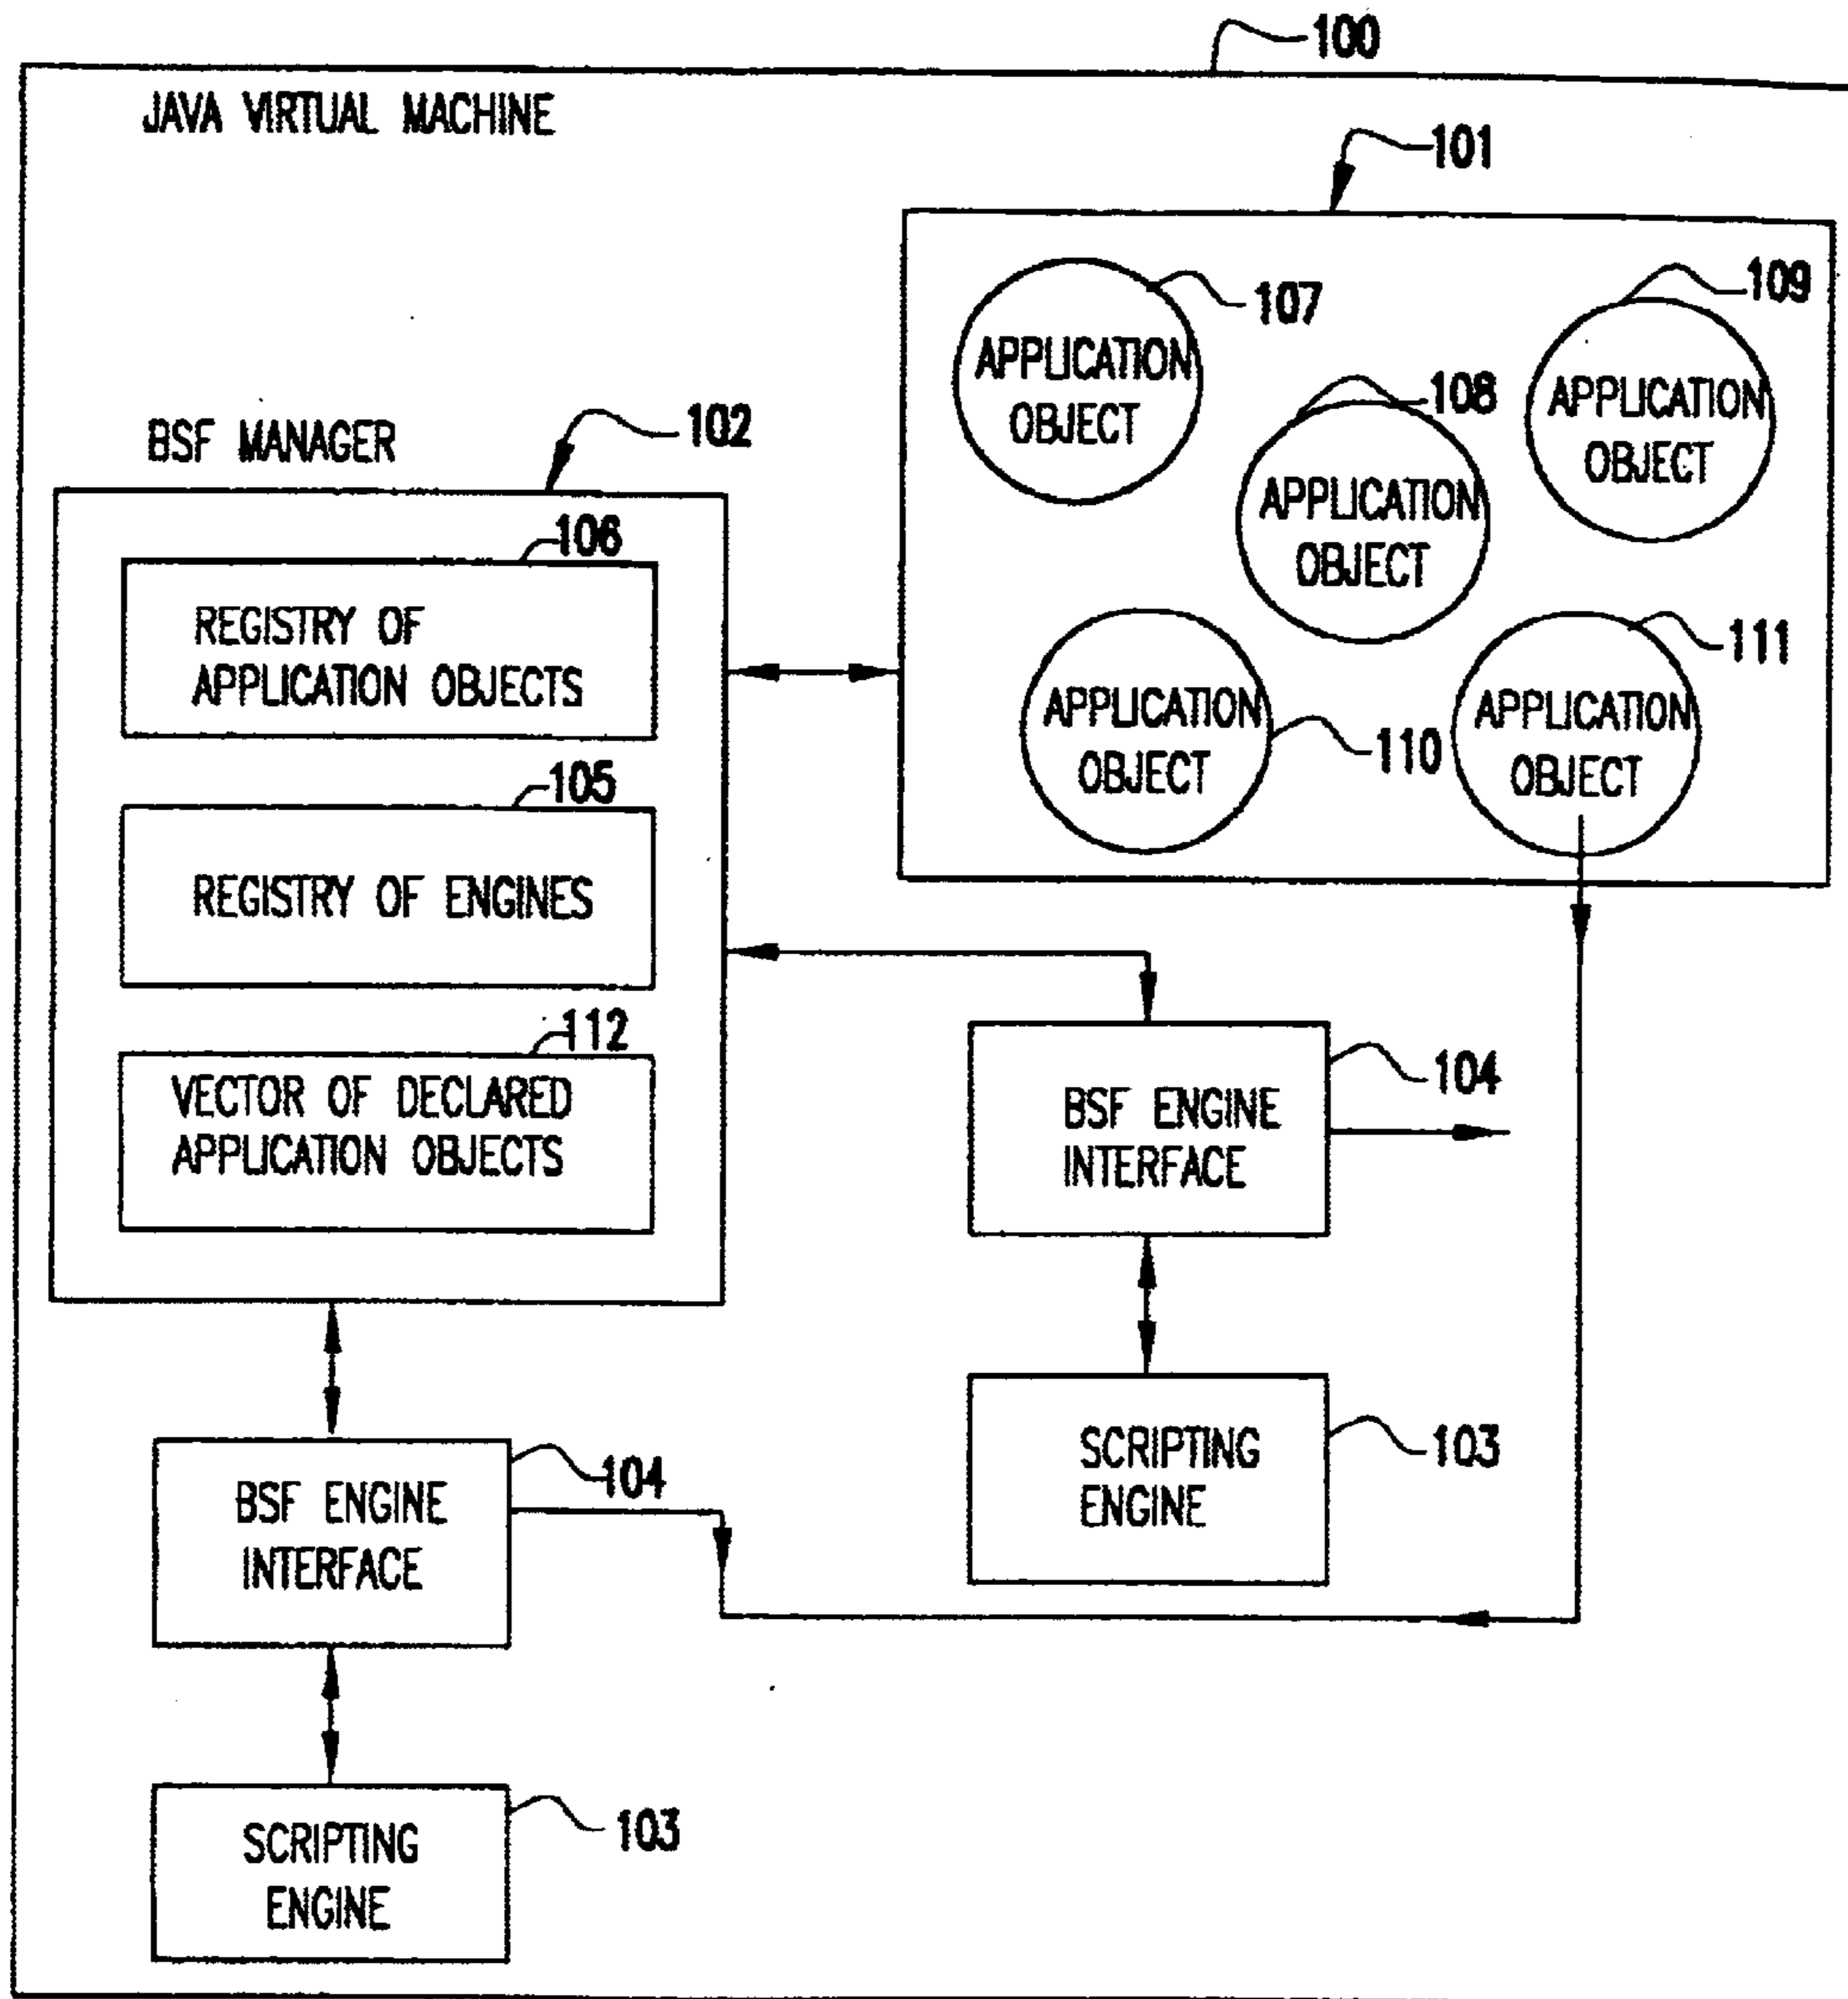 100
JAVA VIRTUAL MACHINE
101
107
109
APPLICATION
OBJECT
108
APPLICATION
OBJECT
APPLICATION
OBJECT
BSF MANAGER
102
106
REGISTRY OF
APPLICATION OBJECTS
111
APPLICATION
OBJECT
110
APPLICATION
OBJECT
105
REGISTRY OF ENGINES
112
VECTOR OF DECLARED
APPLICATION OBJECTS
104
BSF ENGINE
INTERFACE
103
SCRIPTING
ENGINE
104
BSF ENGINE
INTERFACE
103
SCRIPTING
ENGINE